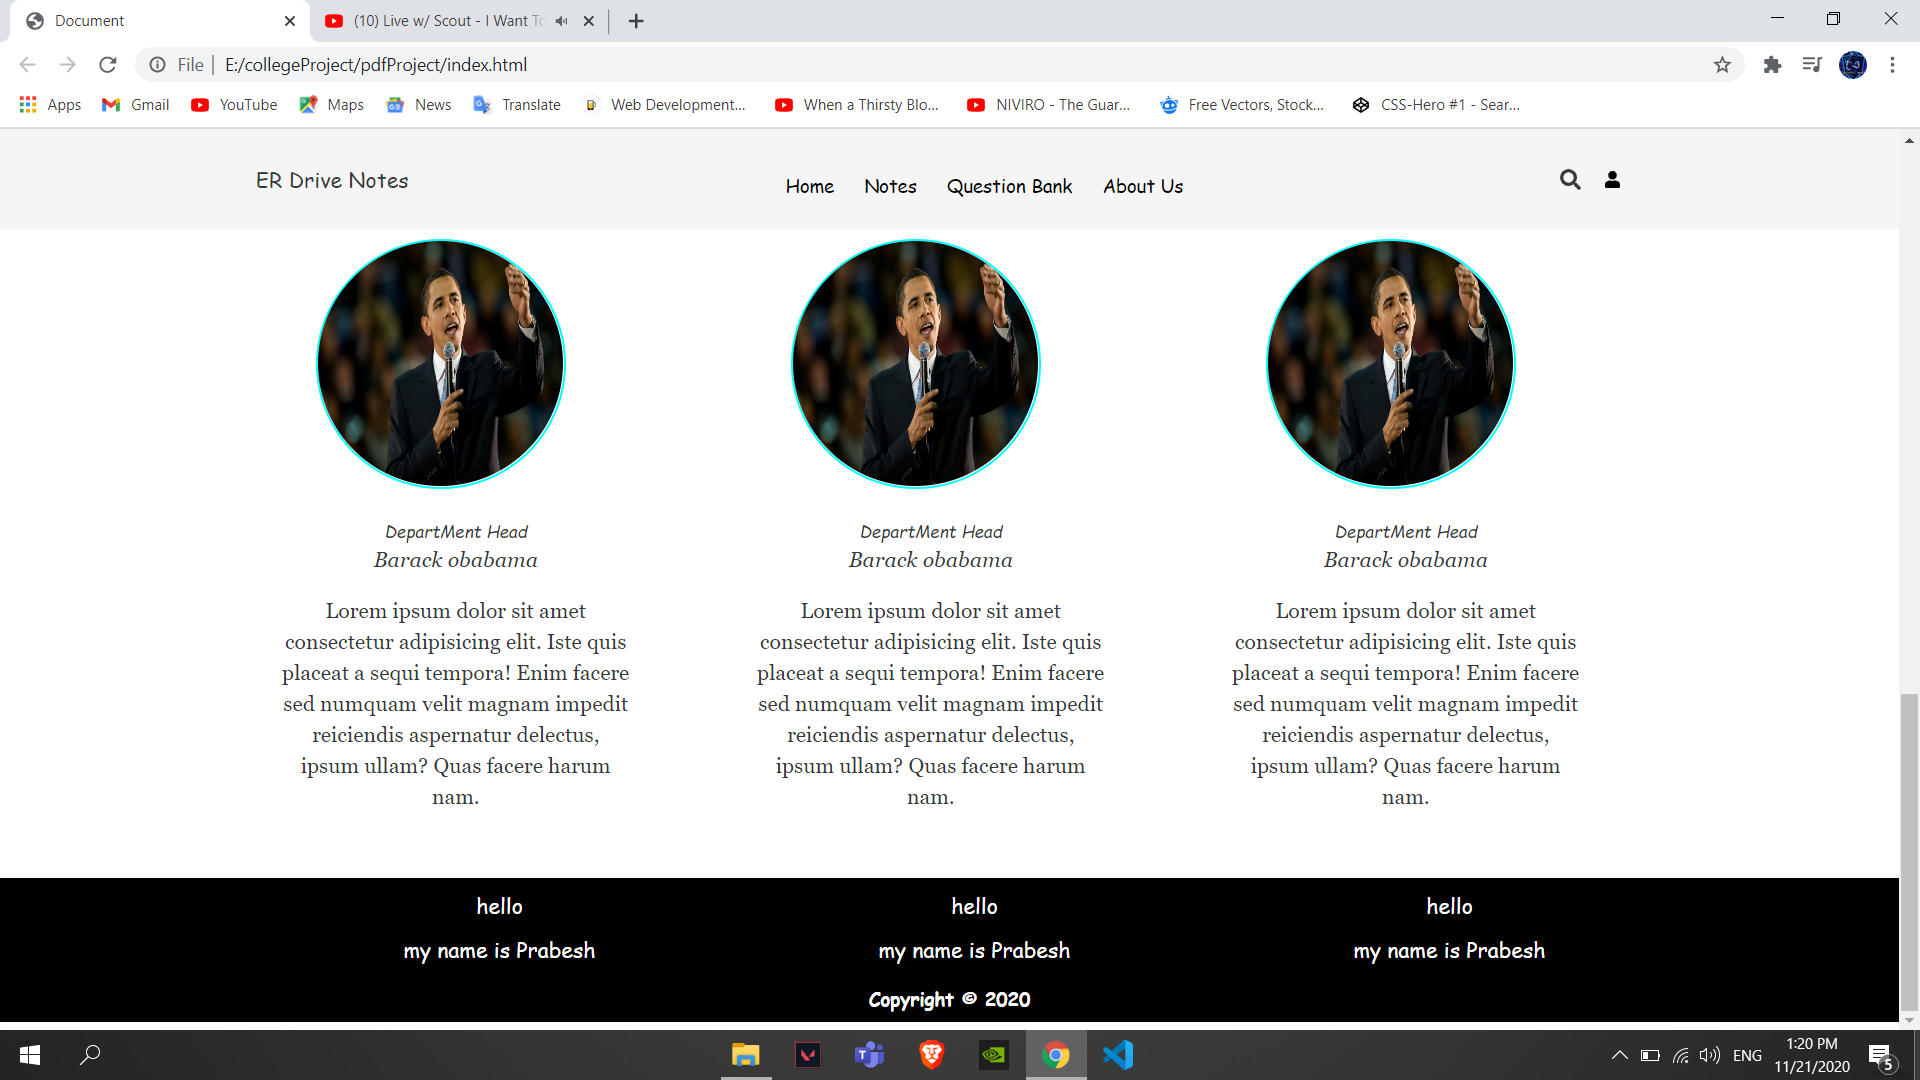 Document
(10) Live w/ Scout - I Want To
File | E:/collegeProject/pdfProject/index.html
Apps Gmail YouTube Maps News Translate Web Development... When a Thirsty Blo... NIVIRO - The Guar... Free Vectors, Stock... CSS-Hero #1 - Sear...
ER Drive Notes
Home Notes Question Bank About Us
DepartMent Head
Barack obabama
Lorem ipsum dolor sit amet
consectetur adipisicing elit. Iste quis
placeat a sequi tempora! Enim facere
sed numquam velit magnam impedit
reiciendis aspernatur delectus,
ipsum ullam? Quas facere harum
nam.
DepartMent Head
Barack obabama
Lorem ipsum dolor sit amet
consectetur adipisicing elit. Iste quis
placeat a sequi tempora! Enim facere
sed numquam velit magnam impedit
reiciendis aspernatur delectus,
ipsum ullam? Quas facere harum
nam.
DepartMent Head
Barack obabama
Lorem ipsum dolor sit amet
consectetur adipisicing elit. Iste quis
placeat a sequi tempora! Enim facere
sed numquam velit magnam impedit
reiciendis aspernatur delectus,
ipsum ullam? Quas facere harum
nam.
hello
my name is Prabesh
hello
my name is Prabesh
hello
my name is Prabesh
Copyright © 2020
ENG
1:20 PM
11/21/2020
5